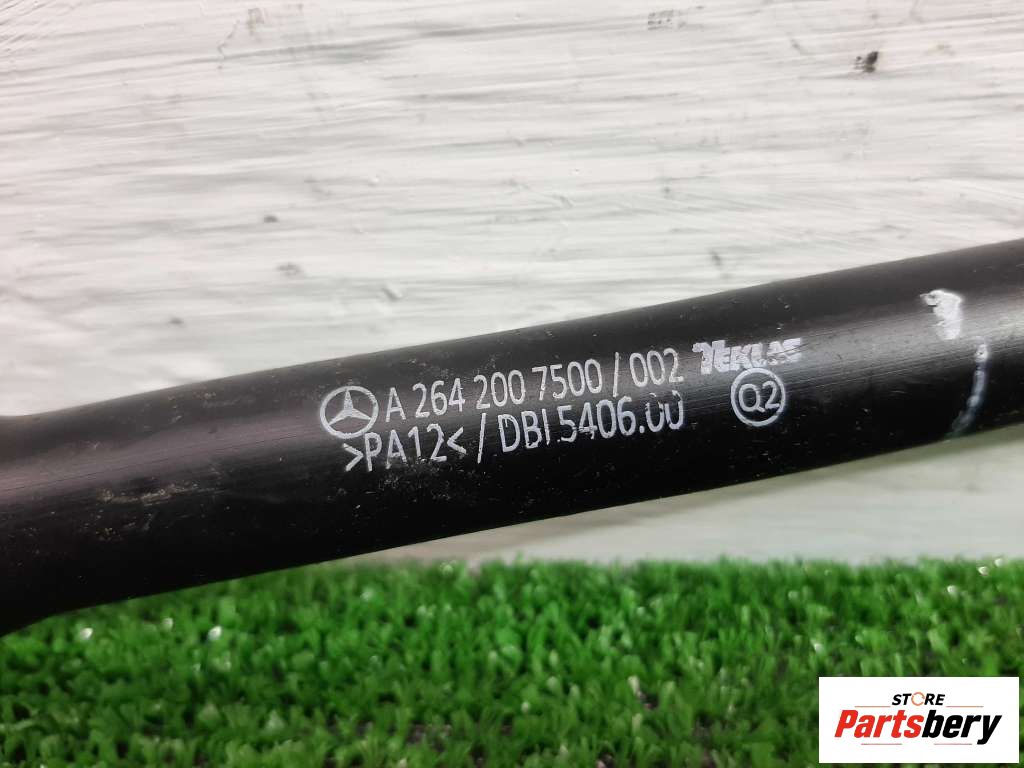 A 264 200 7500 / 002 TEKLAS
>PA12< / DBL 5406.00 Q2
STORE
Partsbery